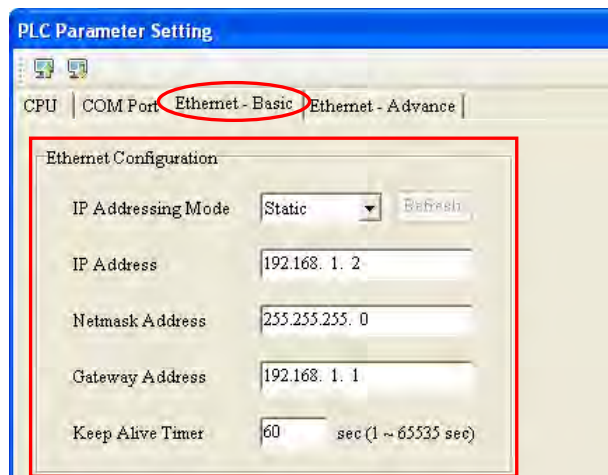 PLC Parameter Setting
CPU COM Port Ethernet - Basic Ethernet - Advance
Ethernet Configuration
IP Addressing Mode Static Refresh
IP Address 192.168. 1. 2
Netmask Address 255.255.255. 0
Gateway Address 192.168. 1. 1
Keep Alive Timer 60 sec (1 ~ 65535 sec)